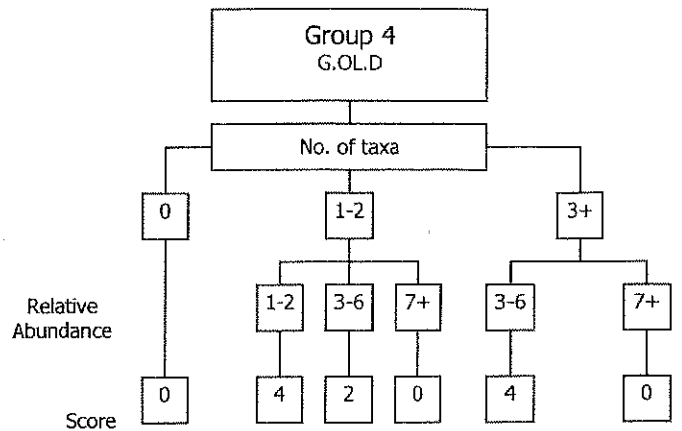 Group 4
G.OL.D
No. of taxa
0 1-2 3+
1-2 3-6 7+ 3-6 7+
Relative
Abundance
0 4 2 0 4 0
Score